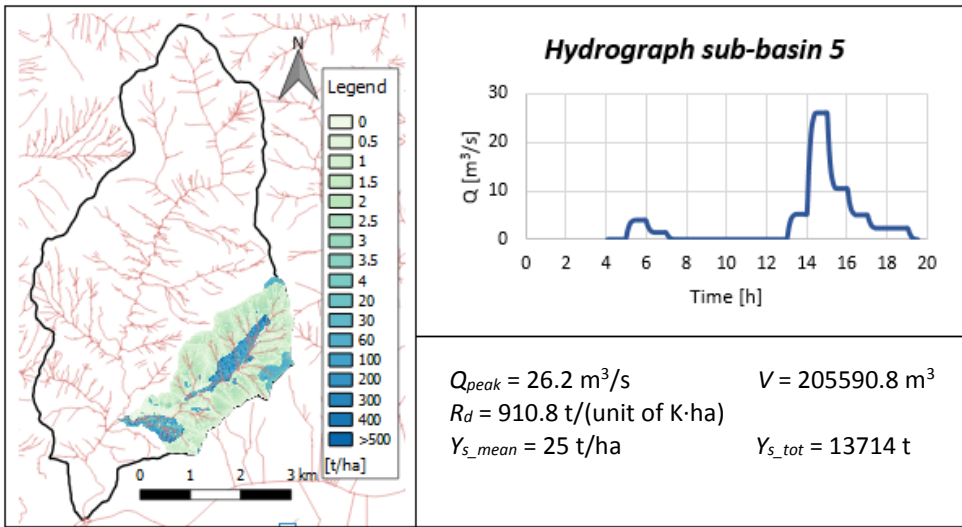 N
Legend
0
0.5
1
1.5
2
2.5
3
3.5
4
20
30
60
100
200
300
400
>500
[t/ha]
0 1 2 3 km
Hydrograph sub-basin 5
30
20
10
0
Q [m³/s]
0 2 4 6 8 10 12 14 16 18 20
Time [h]
Qpeak = 26.2 m³/s V = 205590.8 m³
Rd = 910.8 t/(unit of K·ha)
Ys_mean = 25 t/ha Ys_tot = 13714 t